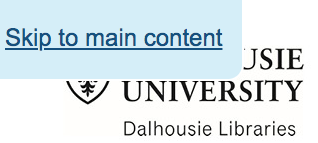 Skip to main content
USIE
UNIVERSITY
Dalhousie Libraries